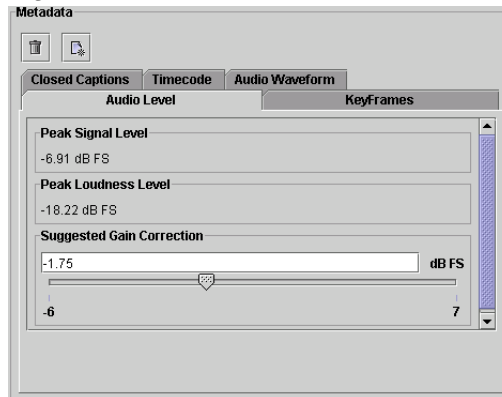 Metadata
Closed Captions Timecode Audio Waveform
Audio Level KeyFrames
Peak Signal Level
-6.91 dB FS
Peak Loudness Level
-18.22 dB FS
Suggested Gain Correction
-1.75 dB FS
-6 7